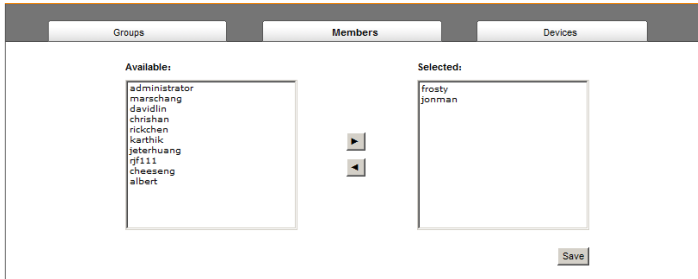 Groups Members Devices
Available: Selected:
administrator
marschang
davidlin
chrishan
rickchen
karthik
jeterhuang
rjf111
cheeseng
albert
frosty
jonman
Save